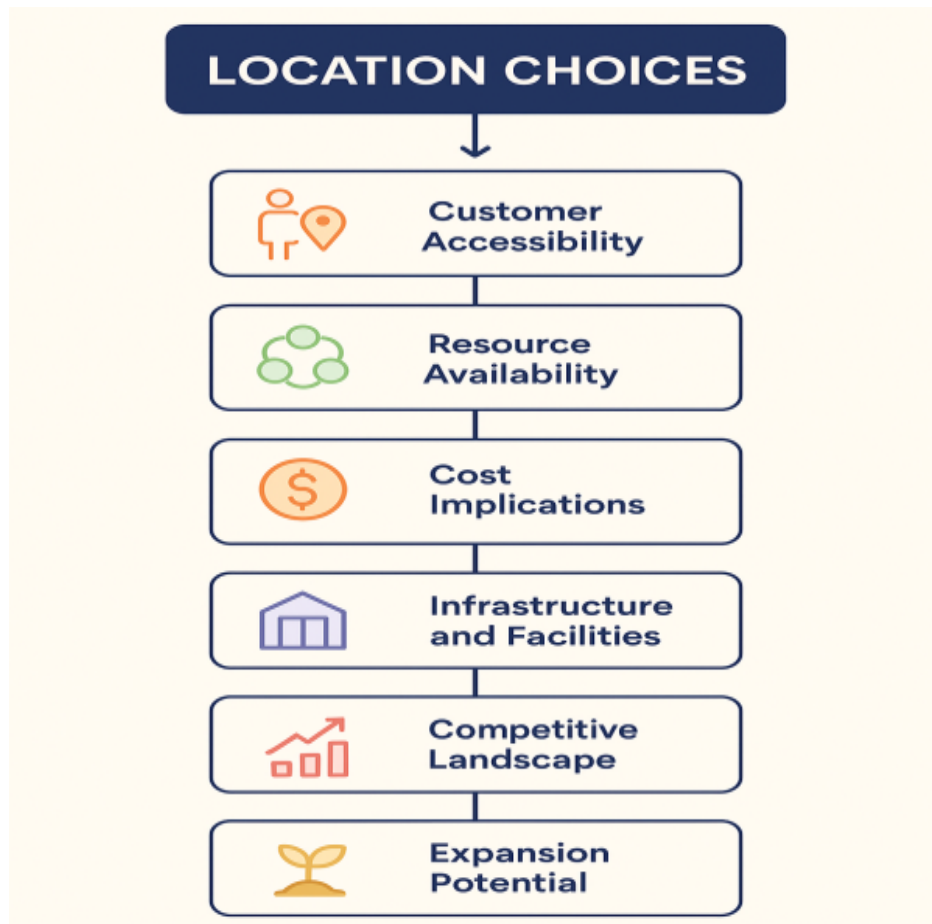 LOCATION CHOICES
Customer
Accessibility
Resource
Availability
$
Cost
Implications
Infrastructure
and Facilities
Competitive
Landscape
Expansion
Potential